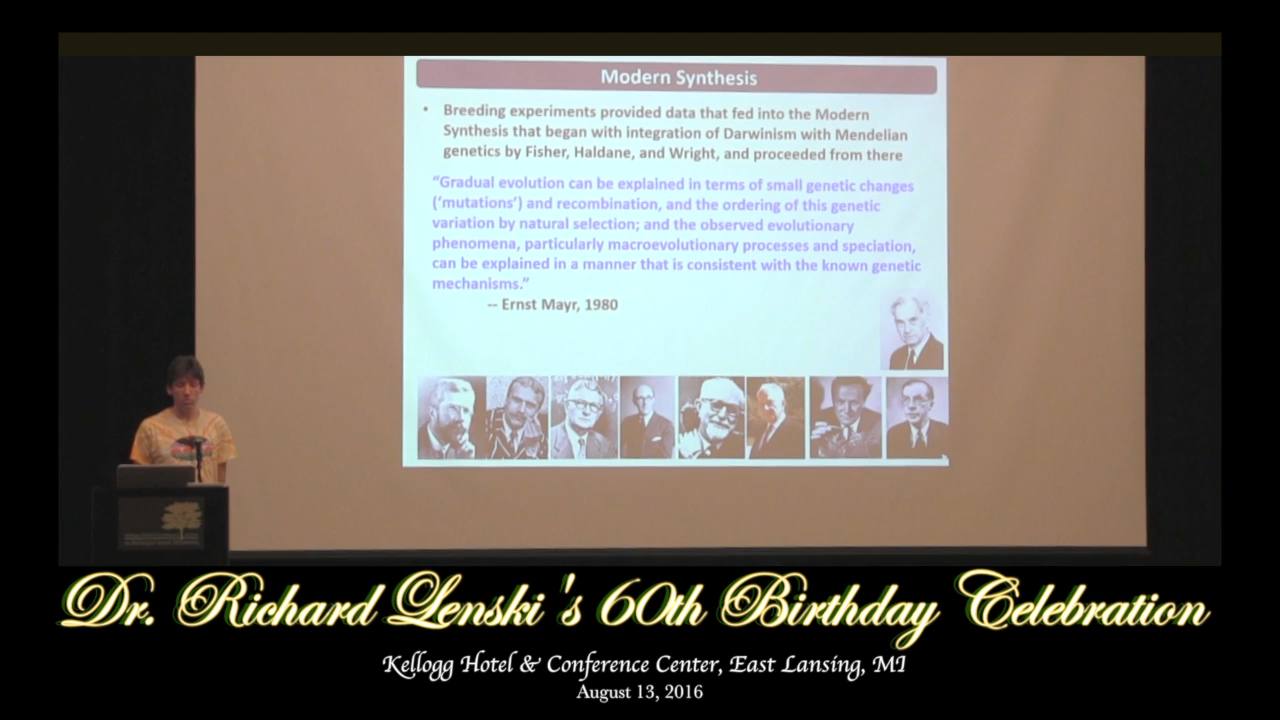 Modern Synthesis
• Breeding experiments provided data that fed into the Modern
Synthesis that began with integration of Darwinism with Mendelian
genetics by Fisher, Haldane, and Wright, and proceeded from there
“Gradual evolution can be explained in terms of small genetic changes
(‘mutations’) and recombination, and the ordering of this genetic
variation by natural selection; and the observed evolutionary
phenomena, particularly macroevolutionary processes and speciation,
can be explained in a manner that is consistent with the known genetic
mechanisms.”
-- Ernst Mayr, 1980
Dr. Richard Lenski's 60th Birthday Celebration
Kellogg Hotel & Conference Center, East Lansing, MI
August 13, 2016